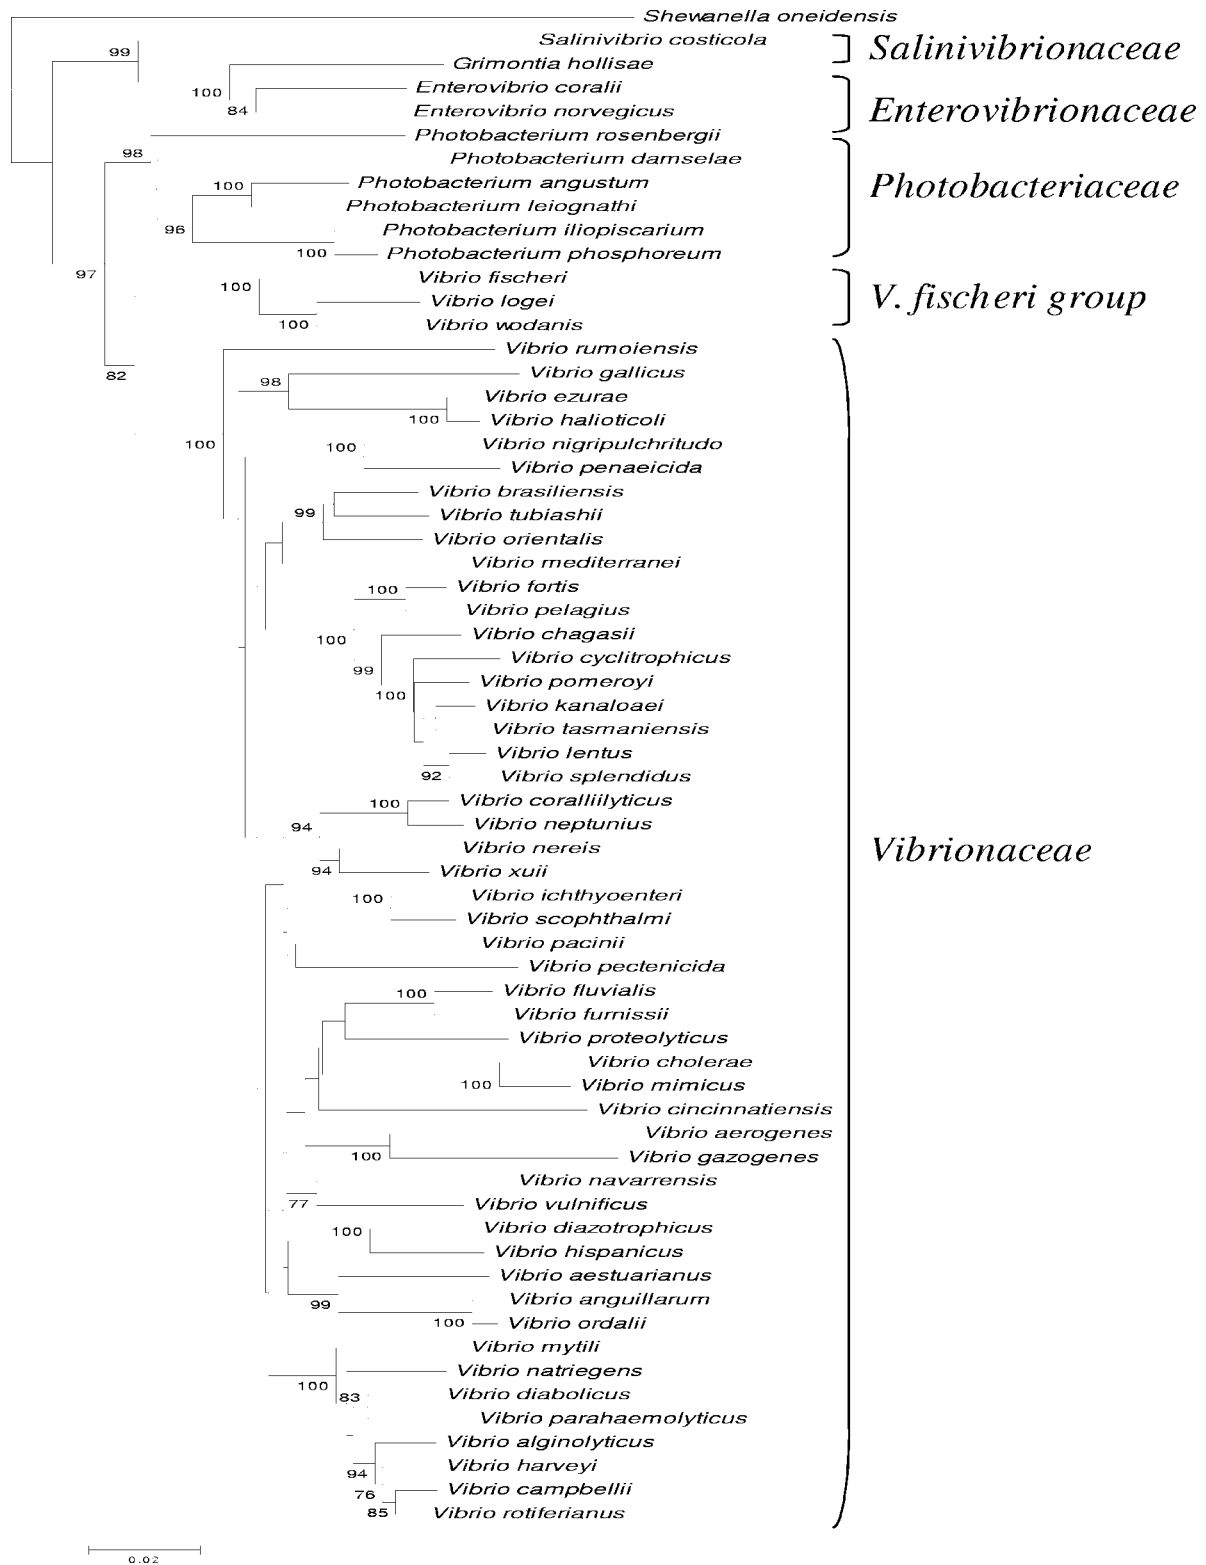 Shewanella oneidensis
Salinivibrio costicola
99
Salinivibrionaceae
Grimontia hollisae
Enterovibrio coralii
100
84
Enterovibrio norvegicus
Enterovibrionaceae
Photobacterium rosenbergii
98
Photobacterium damselae
Photobacterium angustum
100
Photobacteriaceae
Photobacterium leiognathi
96
Photobacterium iliopiscarium
100
Photobacterium phosphoreum
97
Vibrio fischeri
100
Vibrio logei
V. fischeri group
100
Vibrio wodanis
Vibrio rumoiensis
82
Vibrio gallicus
98
Vibrio ezurae
100
Vibrio halioticoli
100
100
Vibrio nigripulchritudo
Vibrio penaeicida
Vibrio brasiliensis
99
Vibrio tubiashii
Vibrio orientalis
Vibrio mediterranei
100
Vibrio fortis
Vibrio pelagius
100
Vibrio chagasii
99
Vibrio cyclitrophicus
100
Vibrio pomeroyi
Vibrio kanaloaei
Vibrio tasmaniensis
Vibrio lentus
92
Vibrio splendidus
100
Vibrio coralliilyticus
94
Vibrio neptunius
Vibrio nereis
Vibrionaceae
94
Vibrio xuii
100
Vibrio ichthyoenteri
Vibrio scophthalmi
Vibrio pacinii
Vibrio pectenicida
100
Vibrio fluvialis
Vibrio furnissii
Vibrio proteolyticus
Vibrio cholerae
100
Vibrio mimicus
Vibrio cincinnatiensis
Vibrio aerogenes
100
Vibrio gazogenes
Vibrio navarrensis
77
Vibrio vulnificus
100
Vibrio diazotrophicus
Vibrio hispanicus
Vibrio aestuarianus
99
Vibrio anguillarum
100
Vibrio ordalii
Vibrio mytili
100
Vibrio natriegens
83
Vibrio diabolicus
Vibrio parahaemolyticus
Vibrio alginolyticus
94
Vibrio harveyi
76
Vibrio campbellii
85
Vibrio rotiferianus
0.02